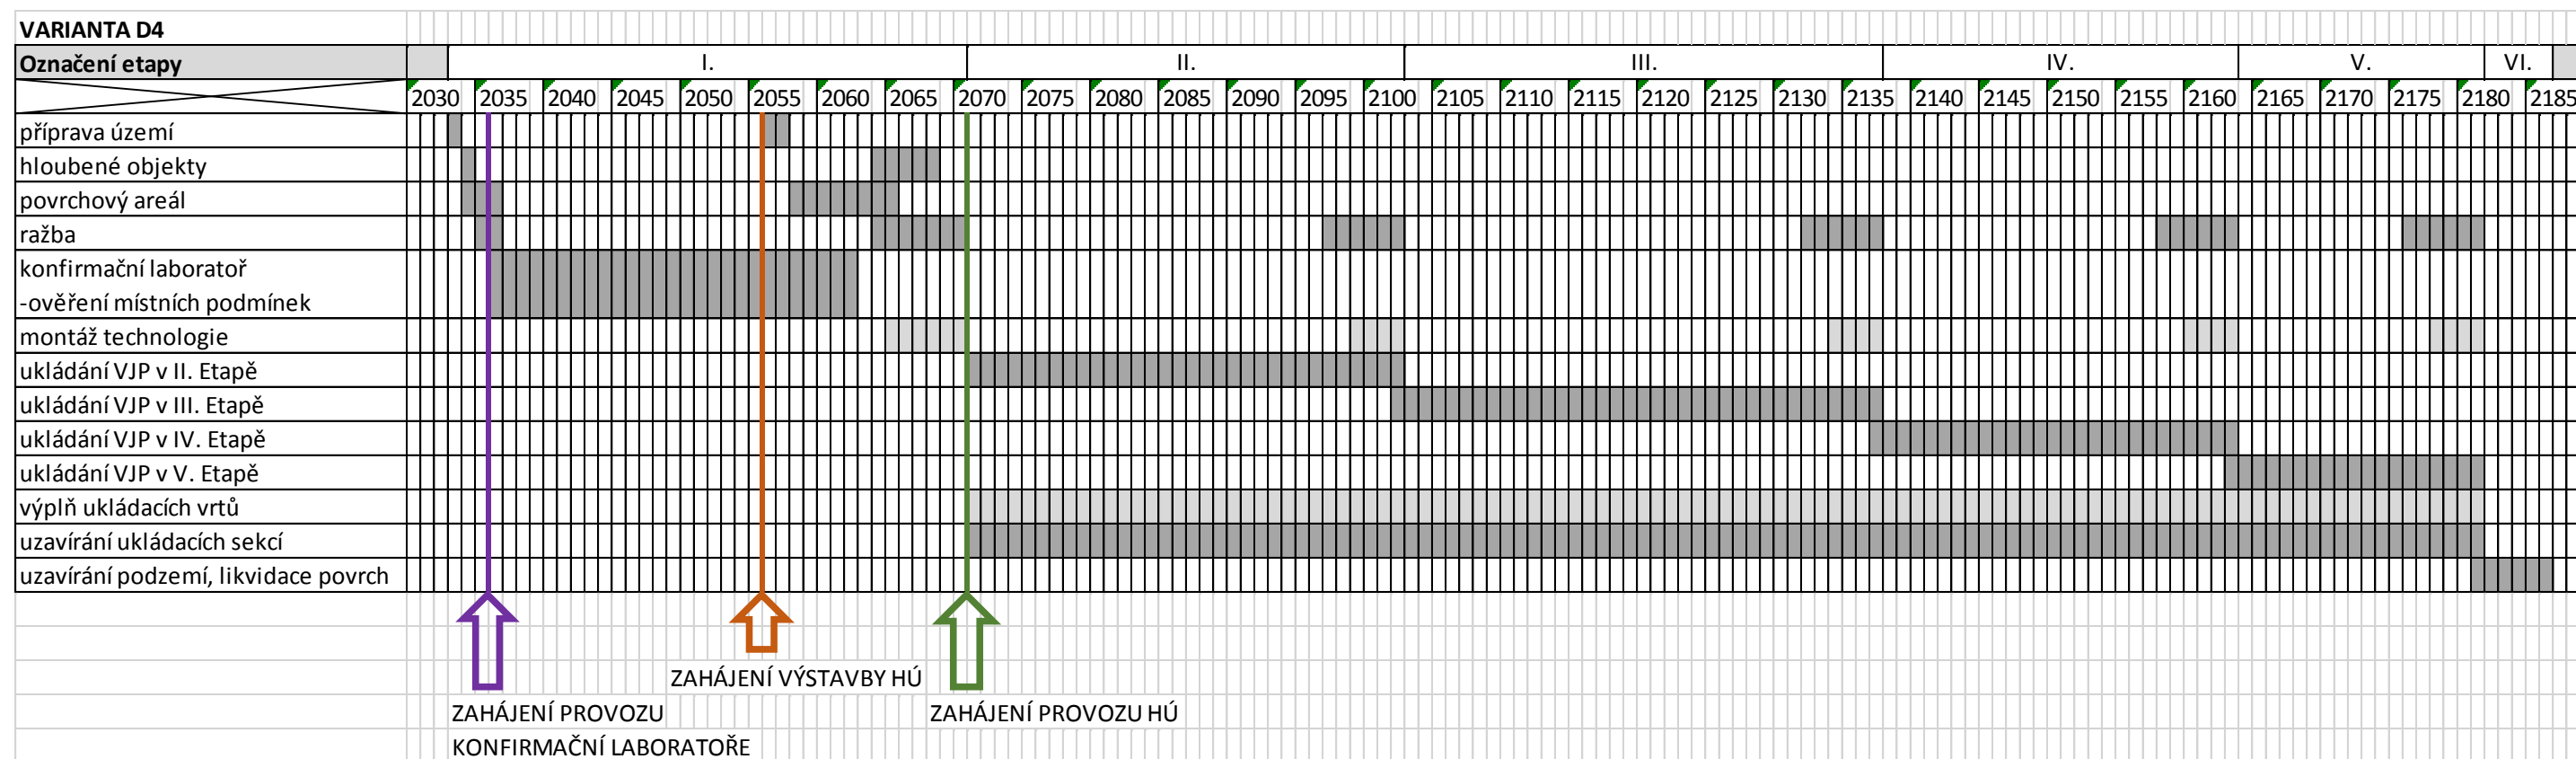 VARIANTA D4
Označení etapy I. II. III. IV. V. VI.
2030 2035 2040 2045 2050 2055 2060 2065 2070 2075 2080 2085 2090 2095 2100 2105 2110 2115 2120 2125 2130 2135 2140 2145 2150 2155 2160 2165 2170 2175 2180 2185
příprava území
hloubené objekty
povrchový areál
ražba
konfirmační laboratoř
-ověření místních podmínek
montáž technologie
ukládání VJP v II. Etapě
ukládání VJP v III. Etapě
ukládání VJP v IV. Etapě
ukládání VJP v V. Etapě
výplň ukládacích vrtů
uzavírání ukládacích sekcí
uzavírání podzemí, likvidace povrch
ZAHÁJENÍ VÝSTAVBY HÚ
ZAHÁJENÍ PROVOZU ZAHÁJENÍ PROVOZU HÚ
KONFIRMAČNÍ LABORATOŘE